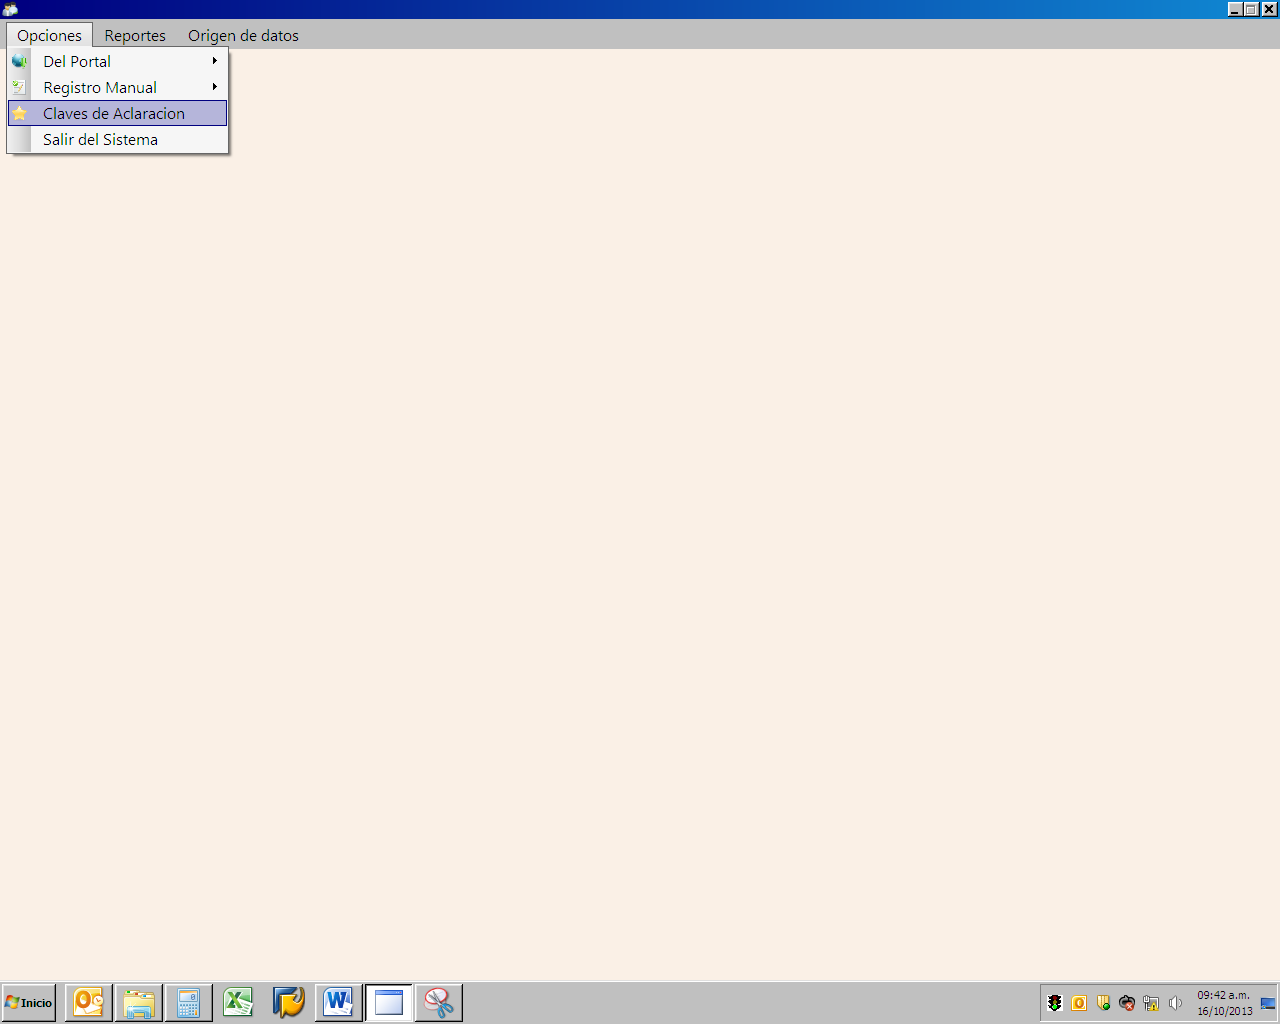 Opciones Reportes Origen de datos
Del Portal
Registro Manual
Claves de Aclaracion
Salir del Sistema
Inicio
09:42 a.m.
16/10/2013